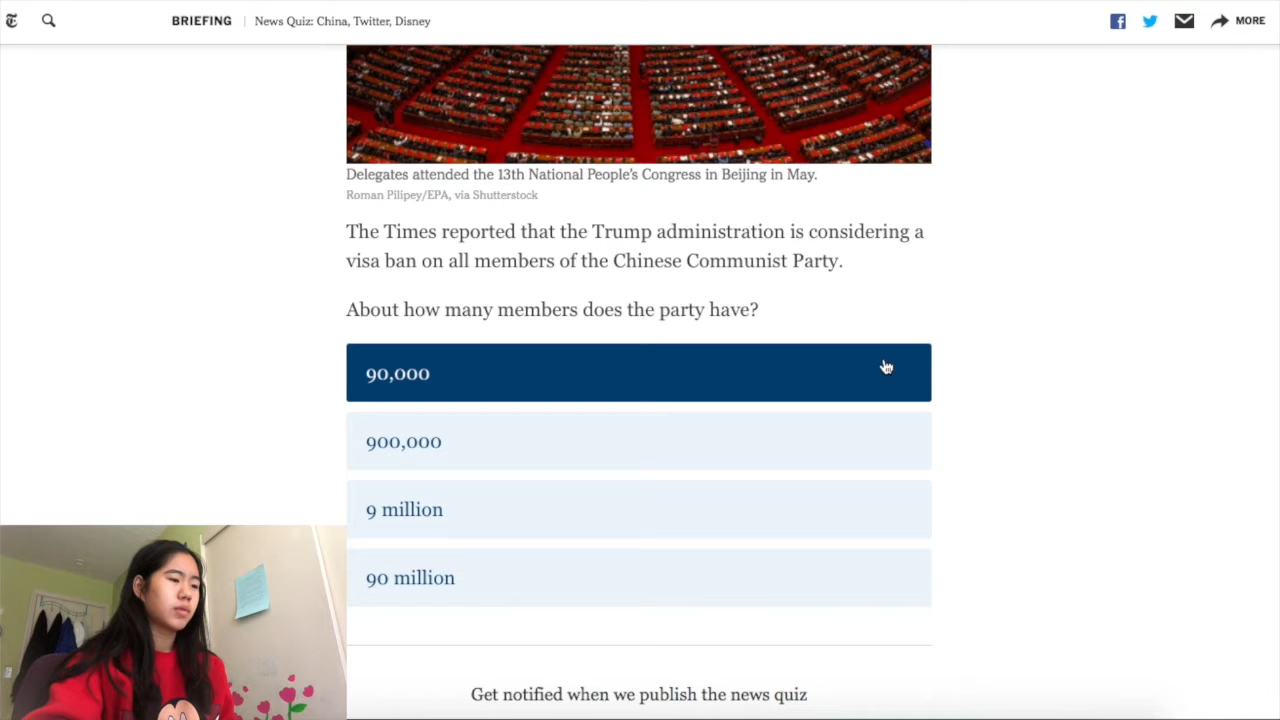 BRIEFING
News Quiz: China, Twitter, Disney
MORE
Delegates attended the 13th National People's Congress in Beijing in May.
Roman Pilipey/EPA, via Shutterstock
The Times reported that the Trump administration is considering a
visa ban on all members of the Chinese Communist Party.
About how many members does the party have?
90,000
900,000
9 million
90 million
Get notified when we publish the news quiz